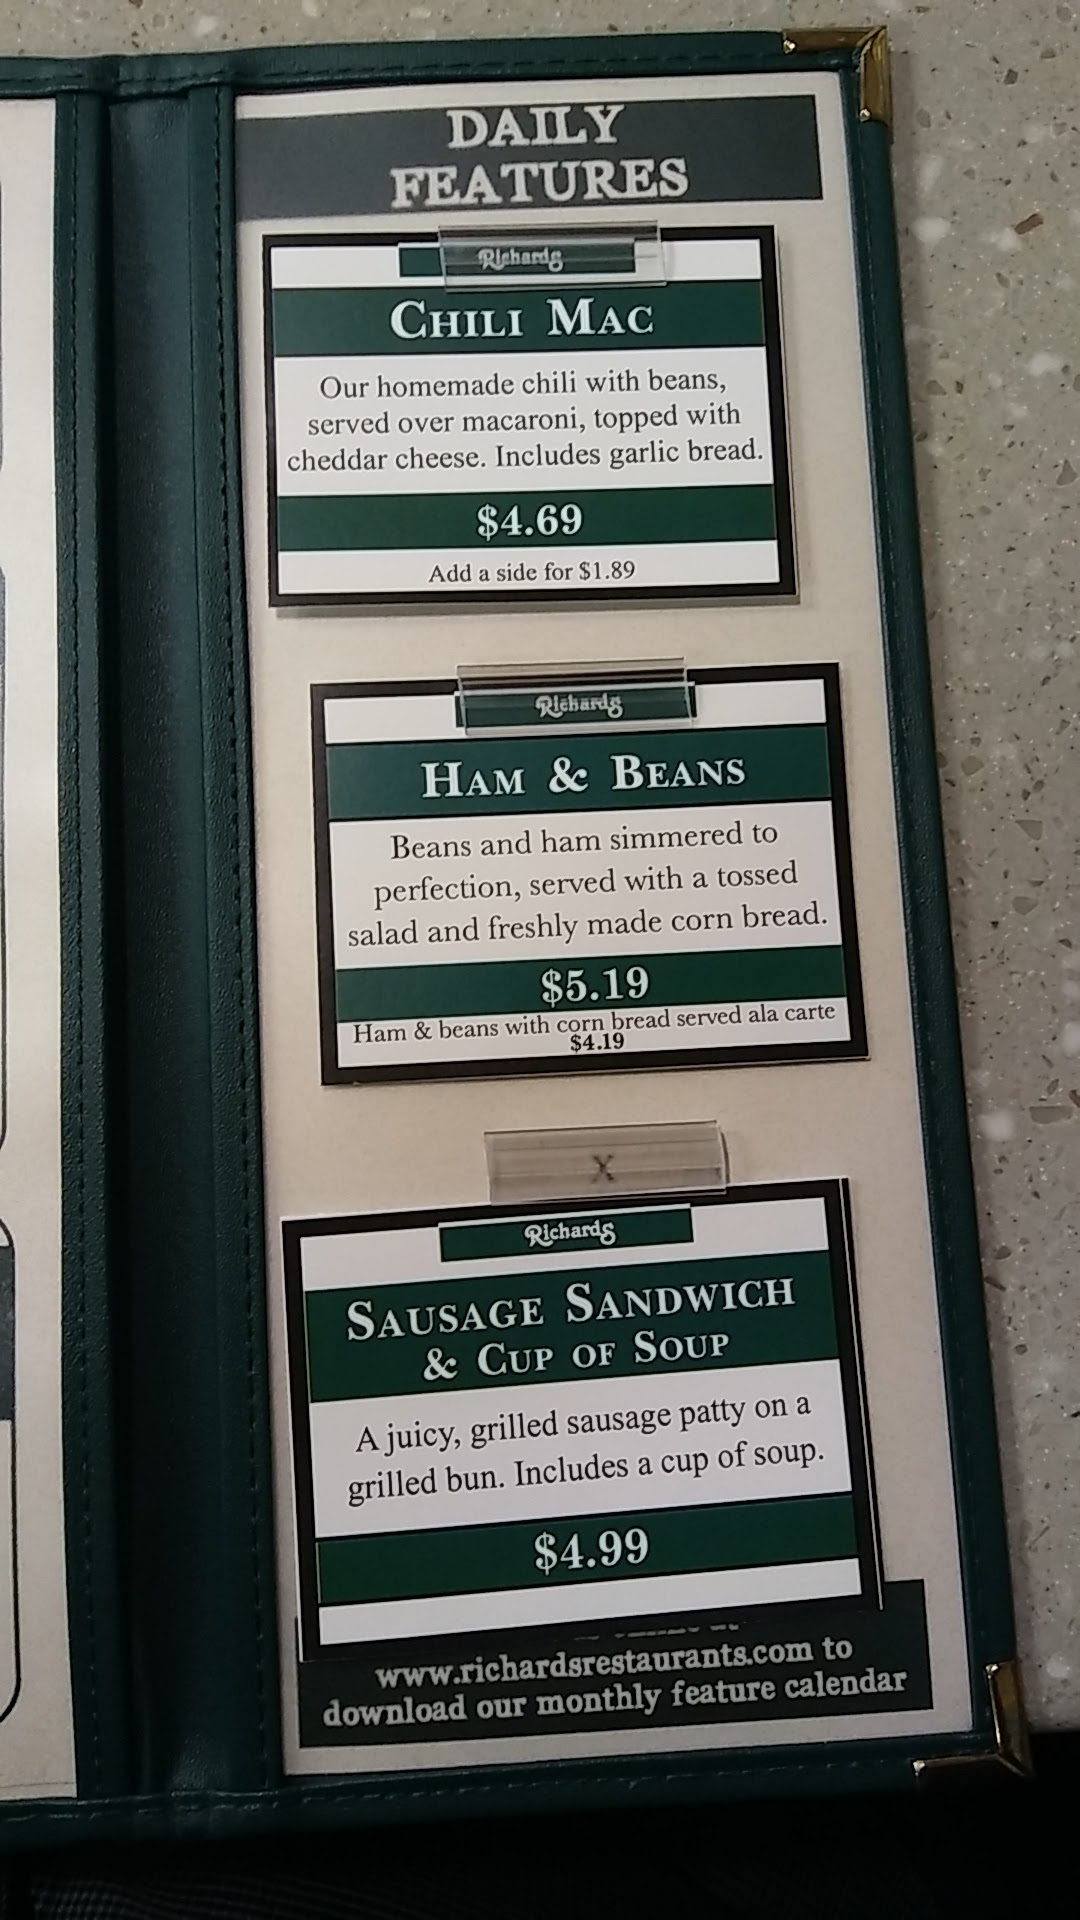 DAILY
FEATURES
Richards
CHILI MAC
Our homemade chili with beans,
served over macaroni, topped with
cheddar cheese. Includes garlic bread.
$4.69
Add a side for $1.89
Richards
HAM & BEANS
Beans and ham simmered to
perfection, served with a tossed
salad and freshly made corn bread.
$5.19
Ham & beans with corn bread served ala carte
$4.19
X
Richards
SAUSAGE SANDWICH
& CUP OF SOUP
A juicy, grilled sausage patty on a
grilled bun. Includes a cup of soup.
$4.99
www.richardsrestaurants.com to
download our monthly feature calendar